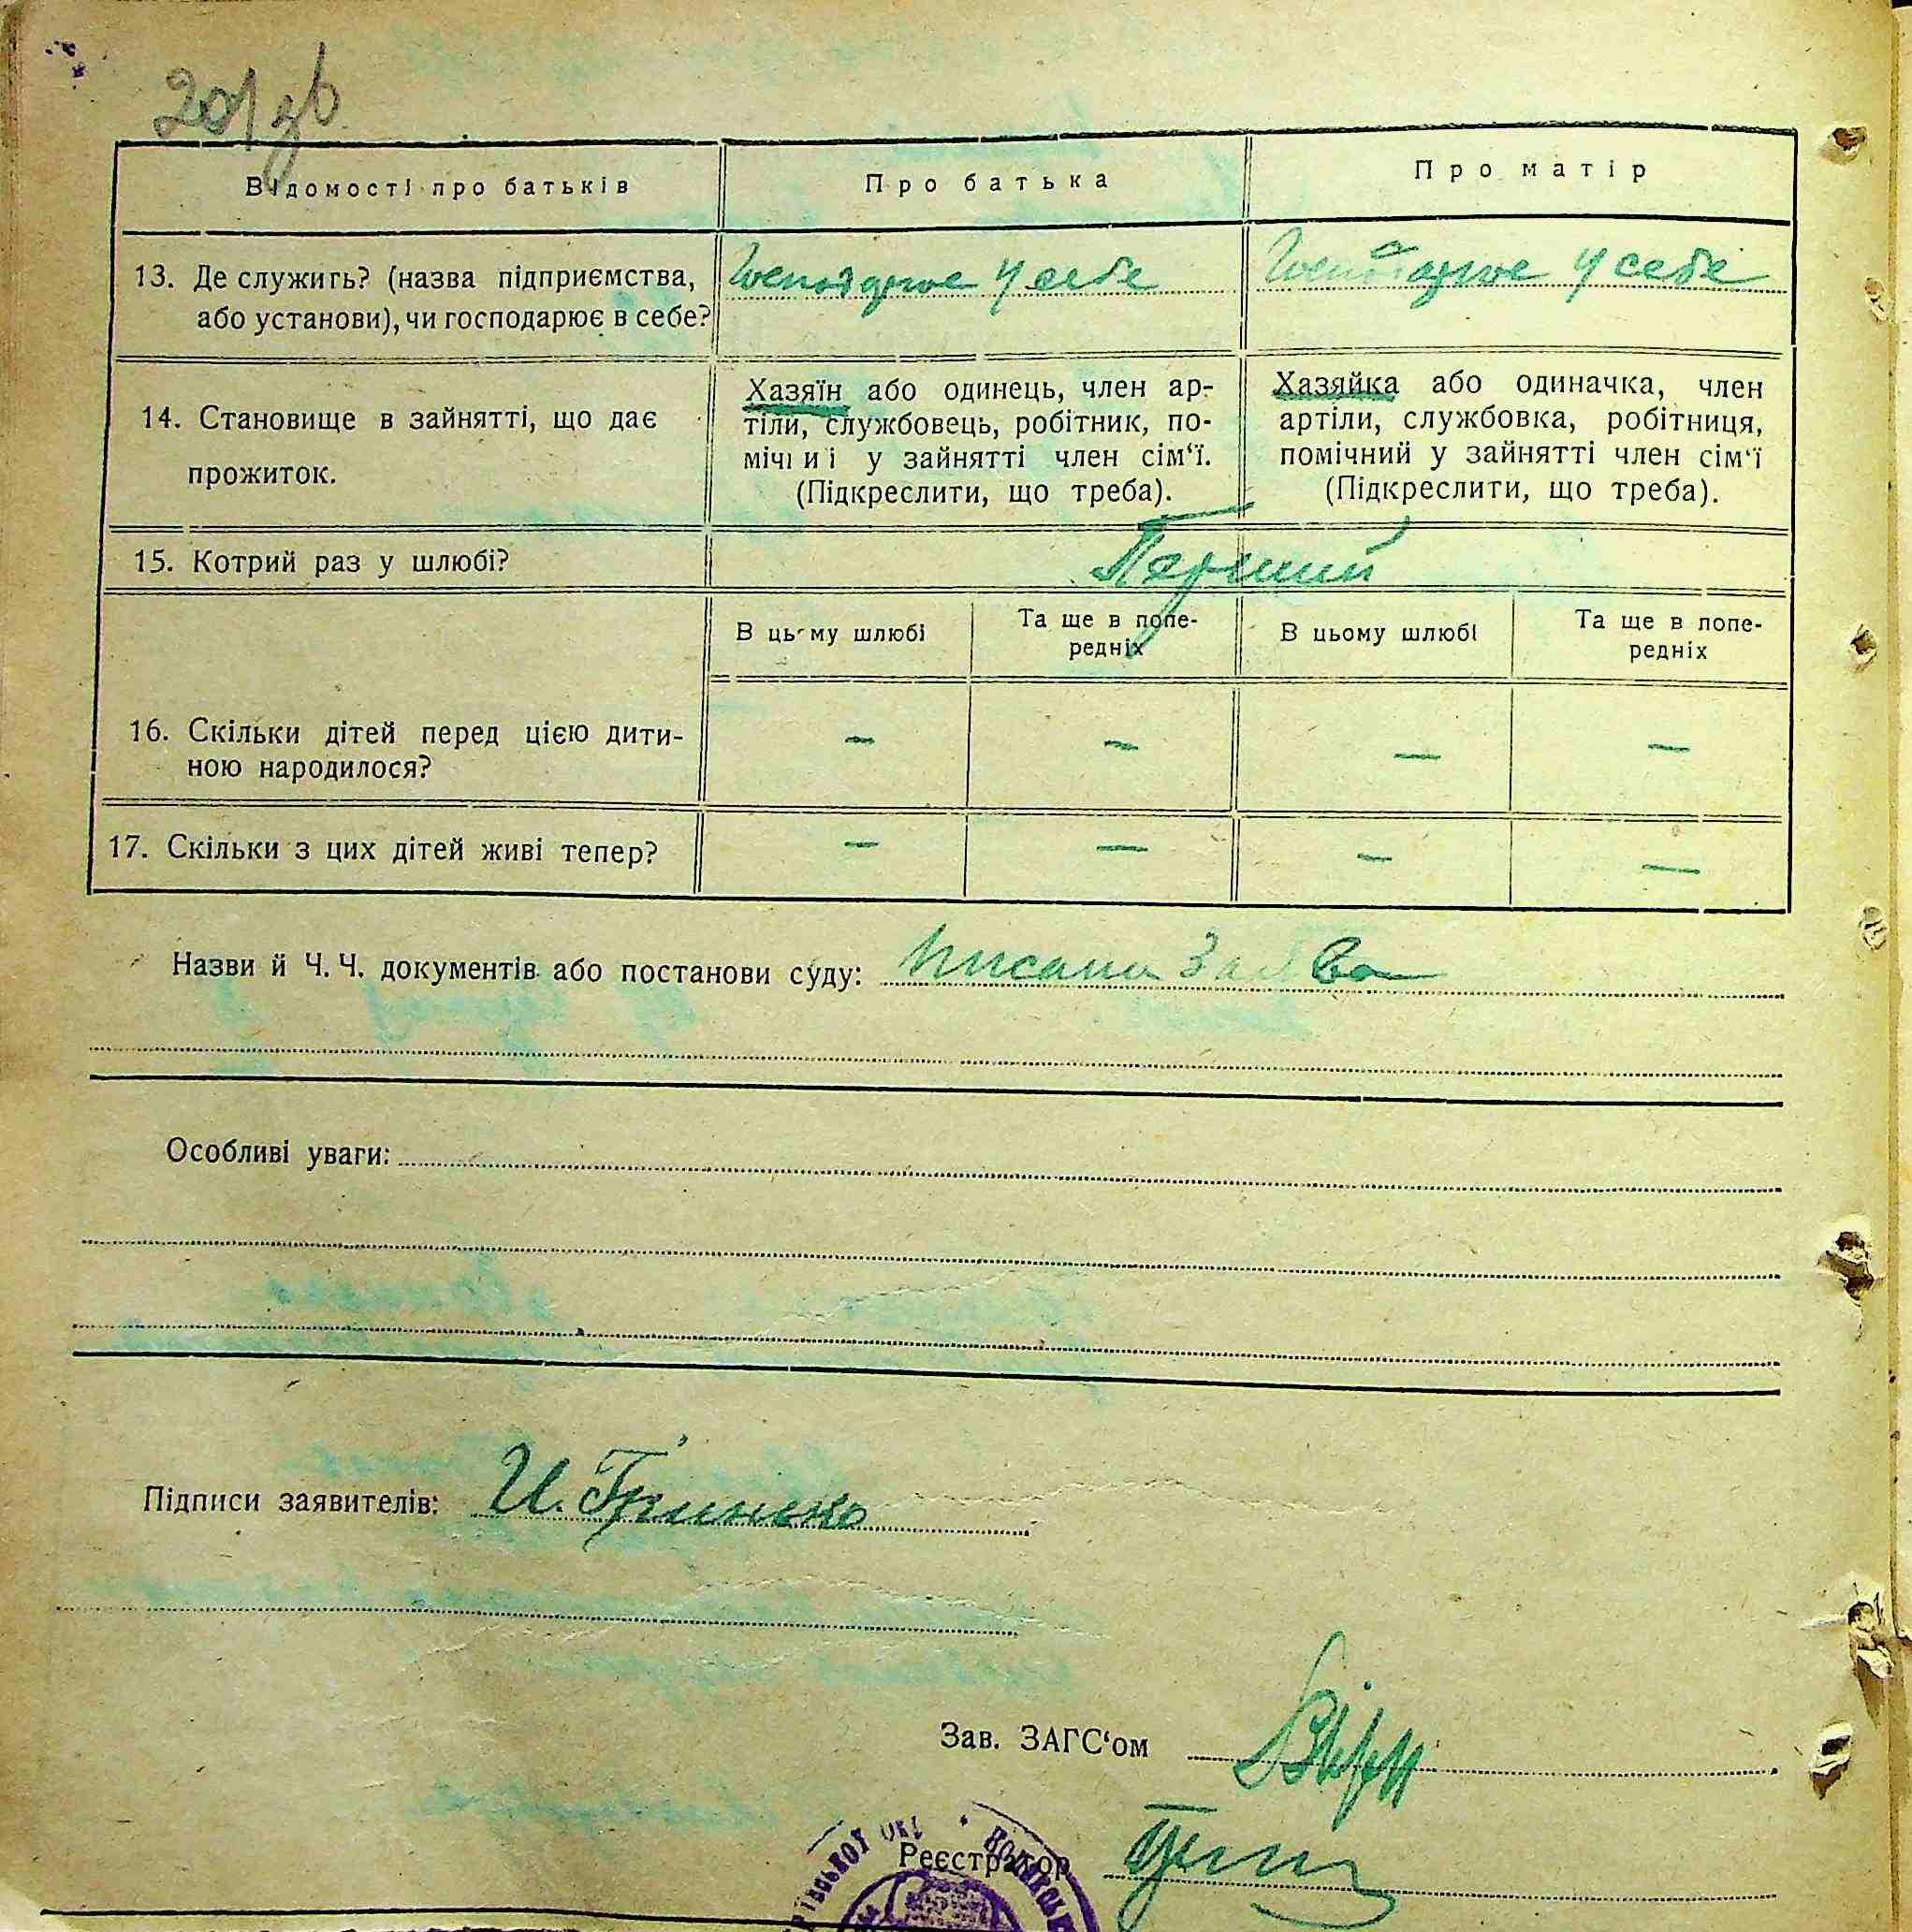 201зв
Відомості про батьків
Про батька
Про матір
13. Де служить? (назва підприємства,
або установи), чи господарює в себе?
Господарює у себе
Господарює у себе
14. Становище в зайнятті, що дає
прожиток.
Хазяїн або одинець, член ар-
тіли, службовець, робітник, по-
мічний у зайнятті член сім‘ї.
(Підкреслити, що треба).
Хазяйка або одиначка, член
артіли, службовка, робітниця,
помічний у зайнятті член сім‘ї
(Підкреслити, що треба).
15. Котрий раз у шлюбі?
Перший
В цьому шлюбі
Та ще в попе-
редніх
В цьому шлюбі
Та ще в попе-
редніх
16. Скільки дітей перед цією дити-
ною народилося?
— — — —
17. Скільки з цих дітей живі тепер?
— — — —
Назви й Ч. Ч. документів або постанови суду: Писана Заява
Особливі уваги:
Підписи заявителів: И. Гринько
Зав. ЗАГС‘ом
Реєстратор